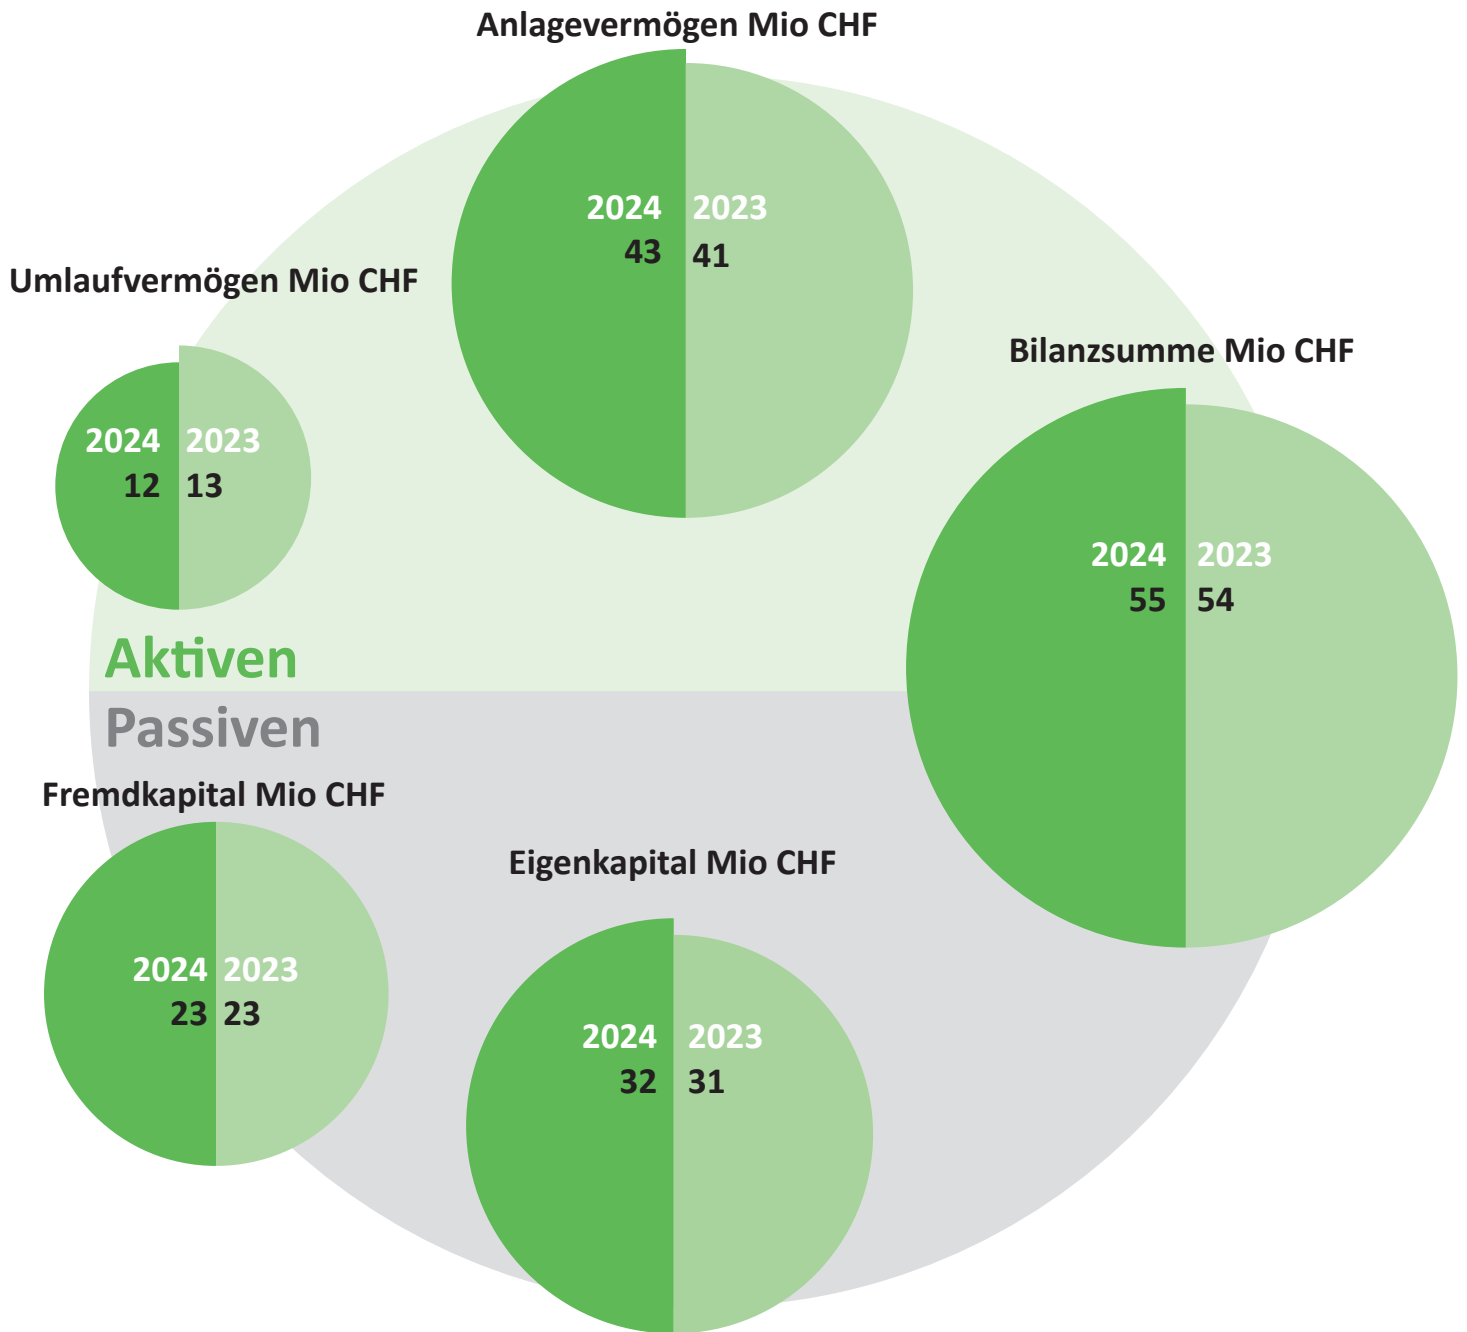 Anlagevermögen Mio CHF
2024 2023
43 41
Umlaufvermögen Mio CHF
2024 2023
12 13
Bilanzsumme Mio CHF
2024 2023
55 54
Aktiven
Passiven
Fremdkapital Mio CHF
2024 2023
23 23
Eigenkapital Mio CHF
2024 2023
32 31